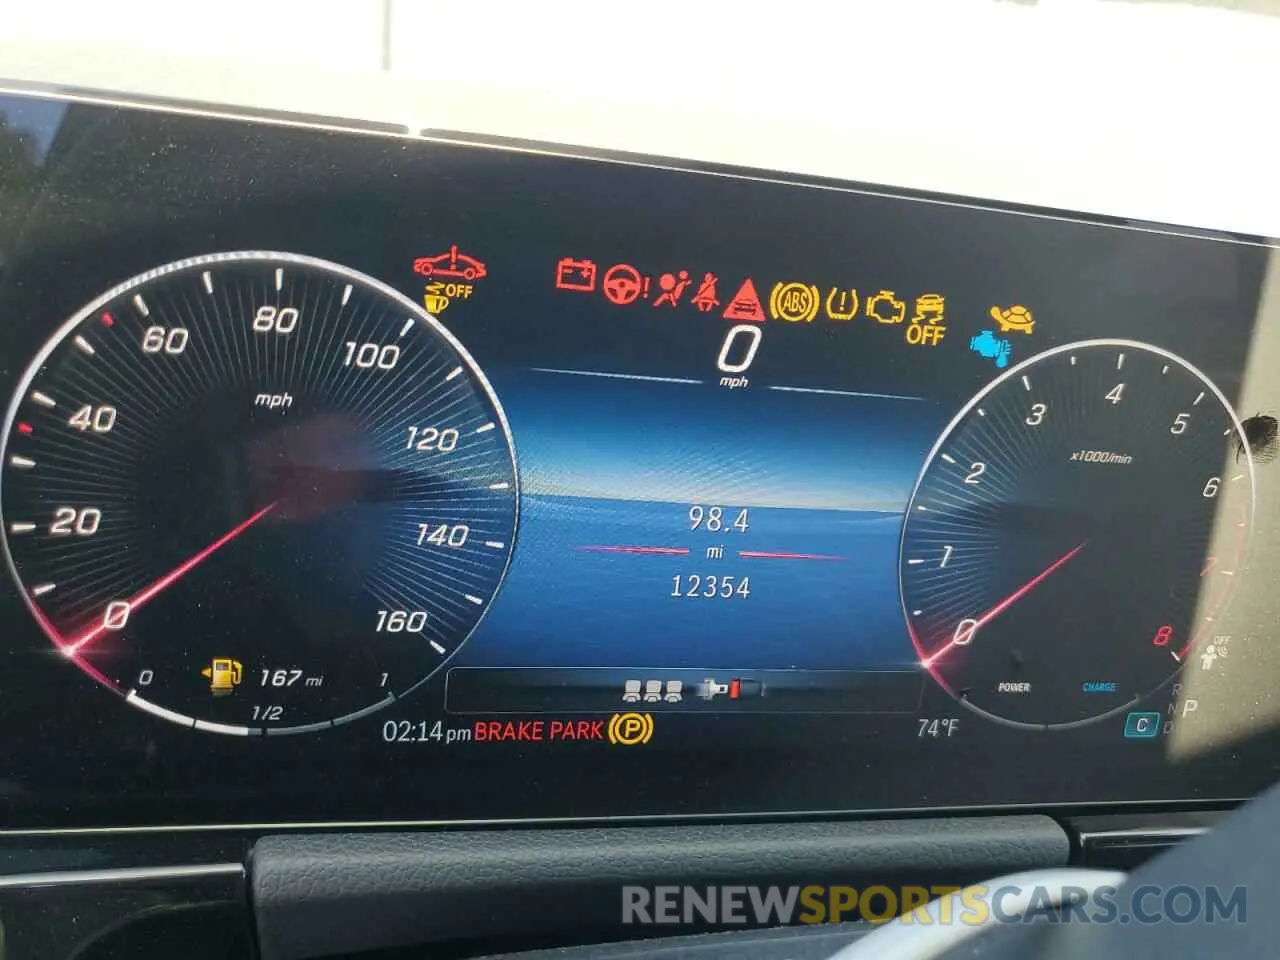 OFF
ABS
OFF
0
mph
0
20
40
60
80
100
120
140
160
mph
98.4
mi
12354
0
1
2
3
4
5
6
7
8
x1000/min
0
167 mi
1
1/2
POWER
CHARGE
OFF
R
N
P
D
C
02:14pm BRAKE PARK P
74°F
RENEWSPORTSCARS.COM